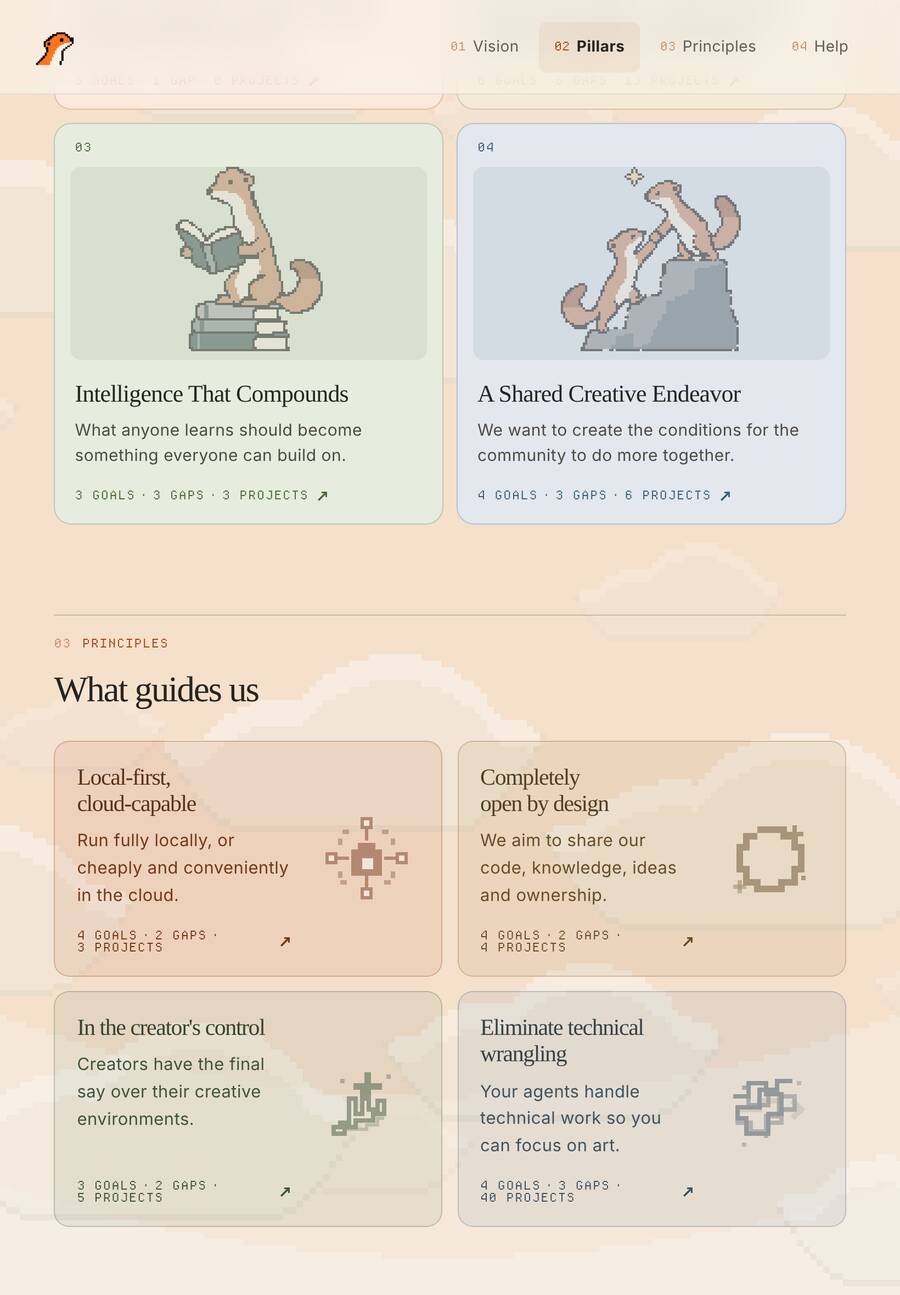 01 Vision
02 Pillars
03 Principles
04 Help
03
Intelligence That Compounds
What anyone learns should become
something everyone can build on.
3 GOALS · 3 GAPS · 3 PROJECTS ↗
04
A Shared Creative Endeavor
We want to create the conditions for the
community to do more together.
4 GOALS · 3 GAPS · 6 PROJECTS ↗
03 PRINCIPLES
What guides us
Local-first,
cloud-capable
Run fully locally, or
cheaply and conveniently
in the cloud.
4 GOALS · 2 GAPS ·
3 PROJECTS ↗
Completely
open by design
We aim to share our
code, knowledge, ideas
and ownership.
4 GOALS · 2 GAPS ·
4 PROJECTS ↗
In the creator's control
Creators have the final
say over their creative
environments.
3 GOALS · 2 GAPS ·
5 PROJECTS ↗
Eliminate technical
wrangling
Your agents handle
technical work so you
can focus on art.
4 GOALS · 3 GAPS ·
40 PROJECTS ↗